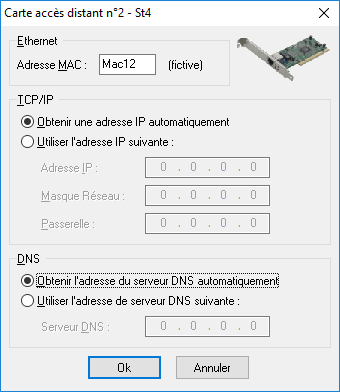 Carte accès distant n°2 - St4
Ethernet
Adresse MAC : Mac12 (fictive)
TCP/IP
Obtenir une adresse IP automatiquement
Utiliser l'adresse IP suivante :
Adresse IP : 0 . 0 . 0 . 0
Masque Réseau : 0 . 0 . 0 . 0
Passerelle : 0 . 0 . 0 . 0
DNS
Obtenir l'adresse du serveur DNS automatiquement
Utiliser l'adresse de serveur DNS suivante :
Serveur DNS : 0 . 0 . 0 . 0
Ok Annuler